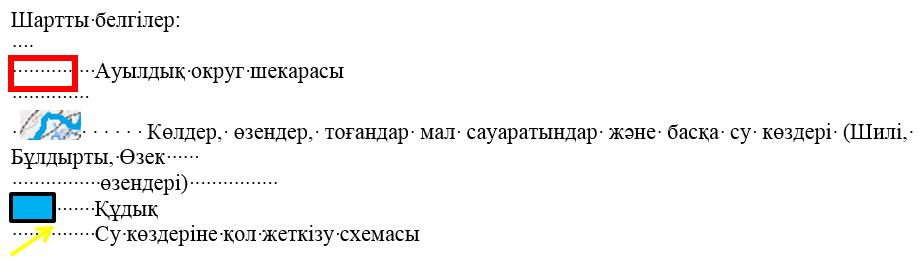 Шартты белгілер:
Ауылдық округ шекарасы
Көлдер, өзендер, тоғандар мал сауаратындар және басқа су көздері (Шилі,
Бұлдырты, Өзек
өзендері)
Құдық
Су көздеріне қол жеткізу схемасы